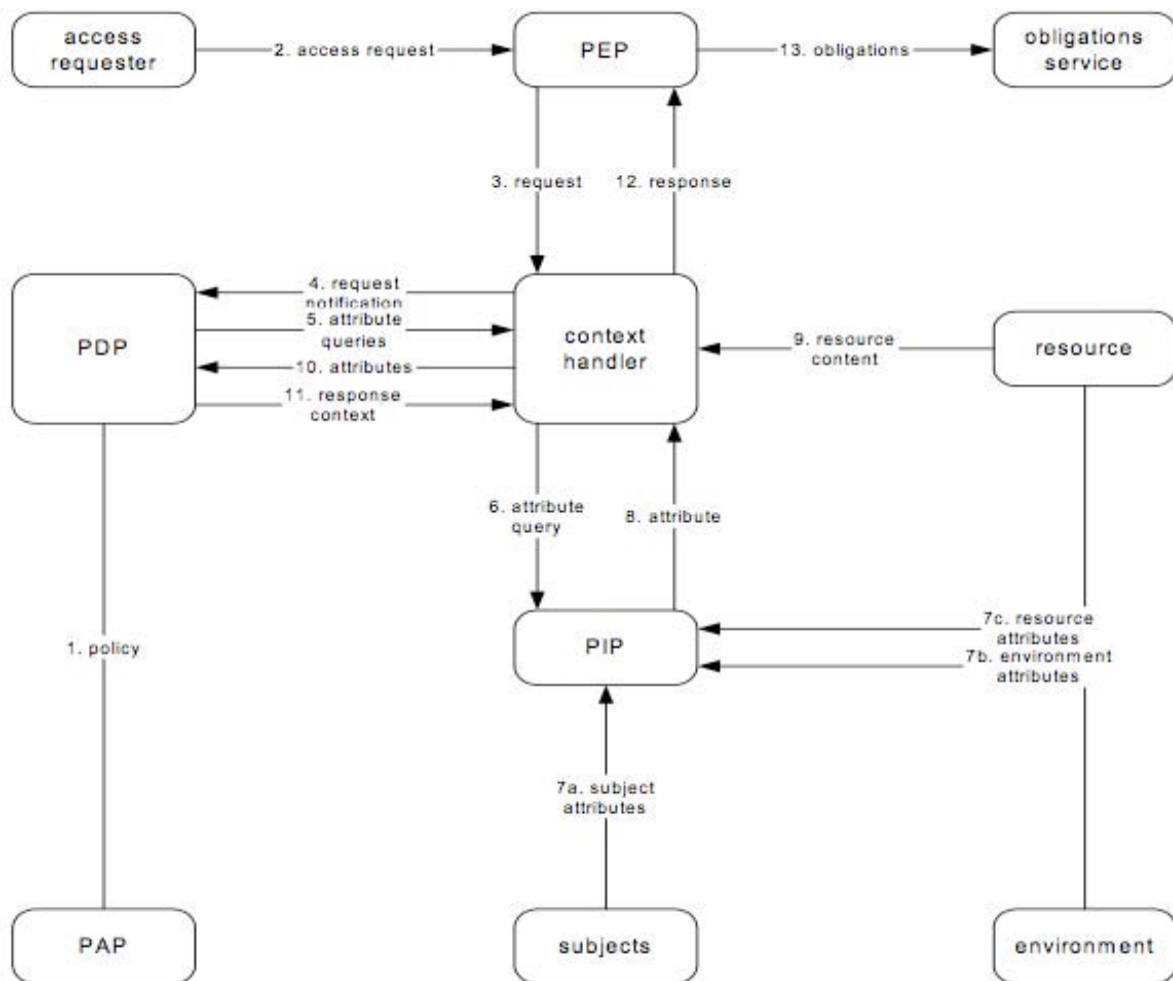 access
requester
2. access request
PEP
13. obligations
obligations
service
3. request
12. response
PDP
4. request
notification
5. attribute
queries
10. attributes
11. response
context
context
handler
9. resource
content
resource
6. attribute
query
8. attribute
1. policy
PIP
7c. resource
attributes
7b. environment
attributes
7a. subject
attributes
PAP
subjects
environment